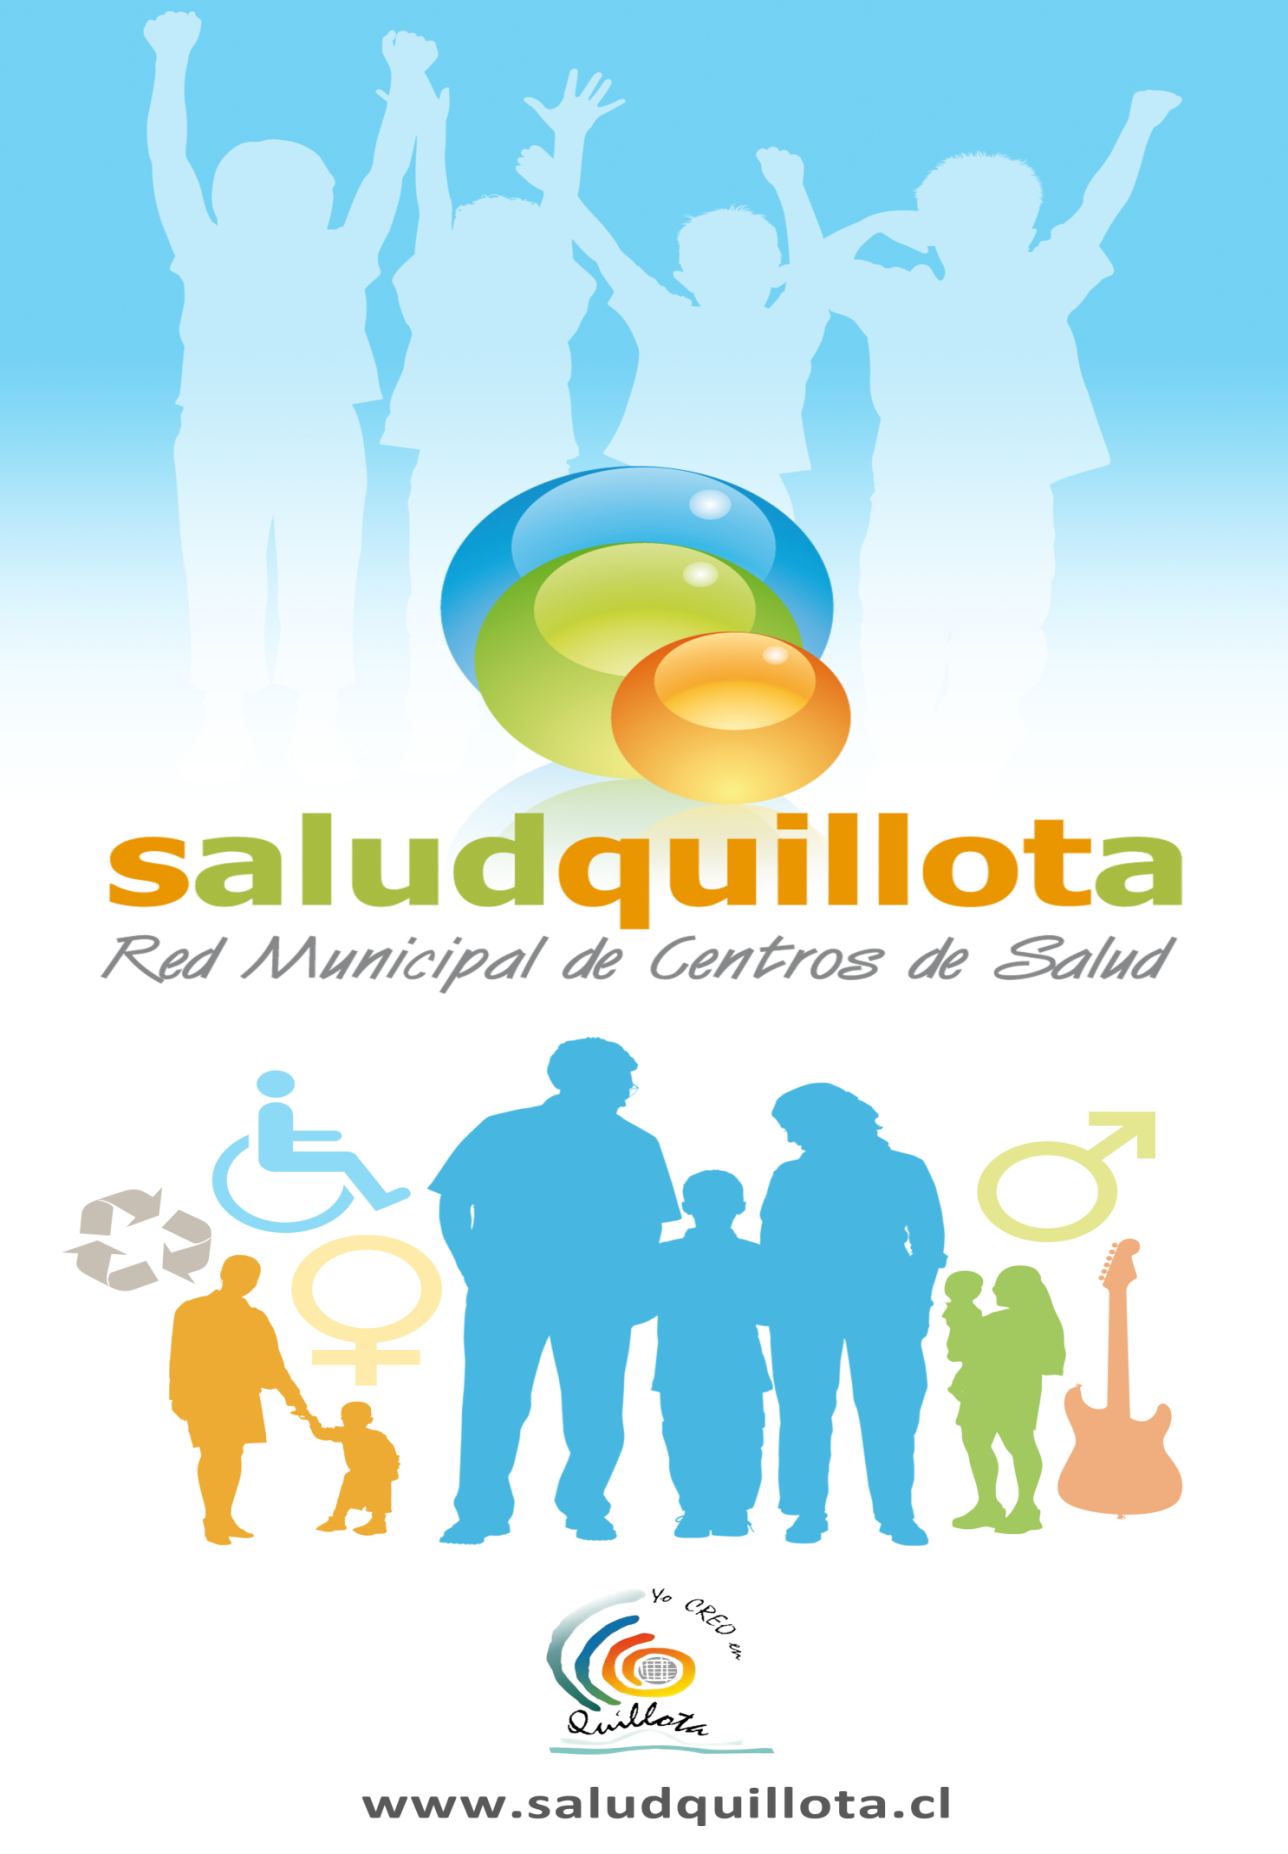 saludquillota
Red Municipal de Centros de Salud
Yo CREO en
Quillota
www.saludquillota.cl